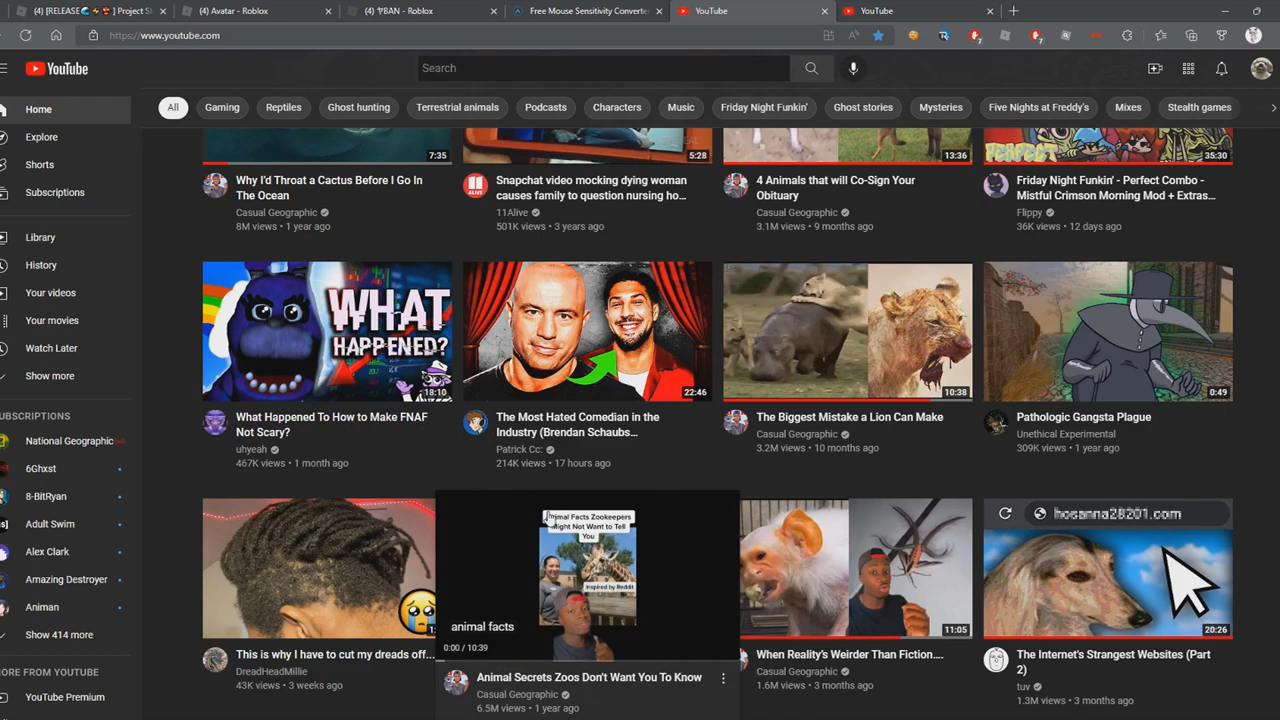 (4) [RELEASE 🌊 ⚡ 👹 ] Project Sl
(4) Avatar - Roblox
(4) ヤBAN - Roblox
Free Mouse Sensitivity Converte
YouTube
YouTube
https://www.youtube.com
YouTube
Search
Home
Explore
Shorts
Subscriptions
Library
History
Your videos
Your movies
Watch Later
Show more
UBSCRIPTIONS
National Geographic
6Ghxst
8-BitRyan
Adult Swim
Alex Clark
Amazing Destroyer
Animan
Show 414 more
ORE FROM YOUTUBE
YouTube Premium
All
Gaming
Reptiles
Ghost hunting
Terrestrial animals
Podcasts
Characters
Music
Friday Night Funkin'
Ghost stories
Mysteries
Five Nights at Freddy's
Mixes
Stealth games
7:35
Why I'd Throat a Cactus Before I Go In
The Ocean
Casual Geographic
8M views • 1 year ago
5:28
11 ALIVE
Snapchat video mocking dying woman
causes family to question nursing ho...
11Alive
501K views • 3 years ago
13:36
4 Animals that will Co-Sign Your
Obituary
Casual Geographic
3.1M views • 9 months ago
PERFECT
35:30
Friday Night Funkin' - Perfect Combo -
Mistful Crimson Morning Mod + Extras...
Flippy
36K views • 12 days ago
WHAT
HAPPENED?
18:10
What Happened To How to Make FNAF
Not Scary?
uhyeah
467K views • 1 month ago
22:46
The Most Hated Comedian in the
Industry (Brendan Schaubs...
Patrick Cc:
214K views • 17 hours ago
10:38
The Biggest Mistake a Lion Can Make
Casual Geographic
3.2M views • 10 months ago
0:49
Pathologic Gangsta Plague
Unethical Experimental
309K views • 1 year ago
This is why I have to cut my dreads off...
DreadHeadMillie
43K views • 3 weeks ago
Animal Facts Zookeepers
Might Not Want to Tell
You
Inspired by Reddit
animal facts
0:00 / 10:39
Animal Secrets Zoos Don't Want You To Know
Casual Geographic
6.5M views • 1 year ago
11:05
When Reality's Weirder Than Fiction....
Casual Geographic
1.6M views • 3 months ago
hosanna28201.com
20:26
The Internet's Strangest Websites (Part
2)
tuv
1.3M views • 3 months ago